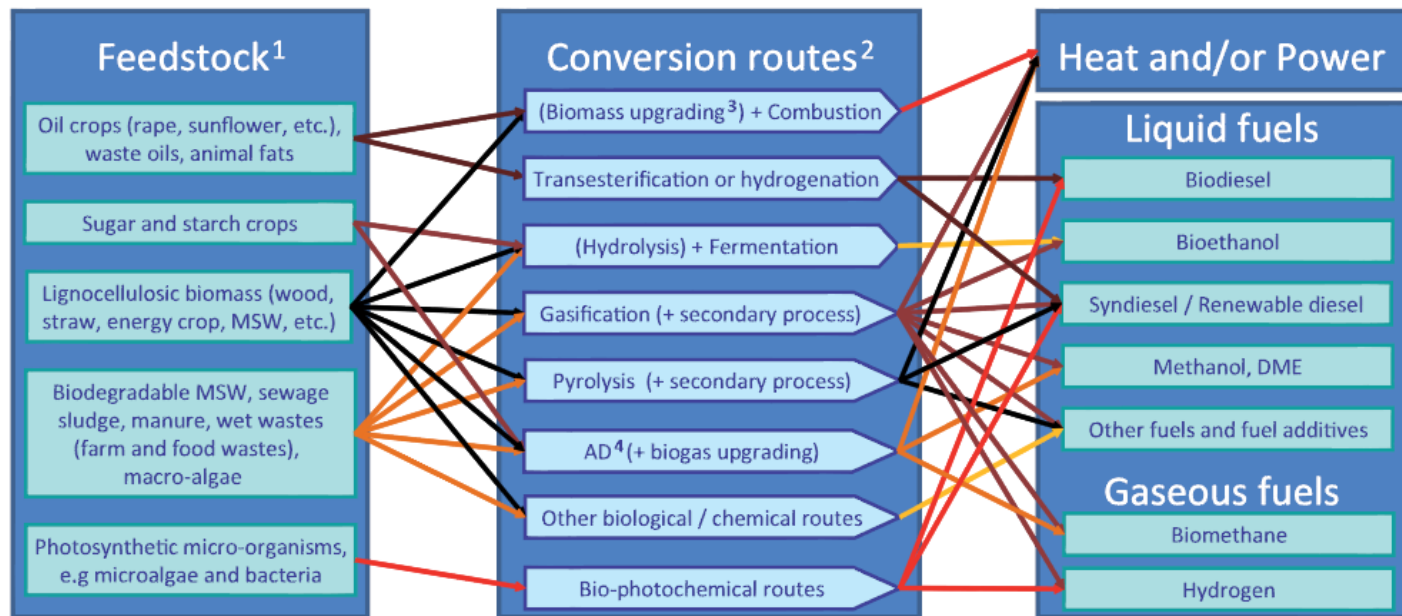 Feedstock¹
Oil crops (rape, sunflower, etc.),
waste oils, animal fats
Sugar and starch crops
Lignocellulosic biomass (wood,
straw, energy crop, MSW, etc.)
Biodegradable MSW, sewage
sludge, manure, wet wastes
(farm and food wastes),
macro-algae
Photosynthetic micro-organisms,
e.g microalgae and bacteria
Conversion routes²
(Biomass upgrading³) + Combustion
Transesterification or hydrogenation
(Hydrolysis) + Fermentation
Gasification (+ secondary process)
Pyrolysis (+ secondary process)
AD⁴ (+ biogas upgrading)
Other biological / chemical routes
Bio-photochemical routes
Heat and/or Power
Liquid fuels
Biodiesel
Bioethanol
Syndiesel / Renewable diesel
Methanol, DME
Other fuels and fuel additives
Gaseous fuels
Biomethane
Hydrogen